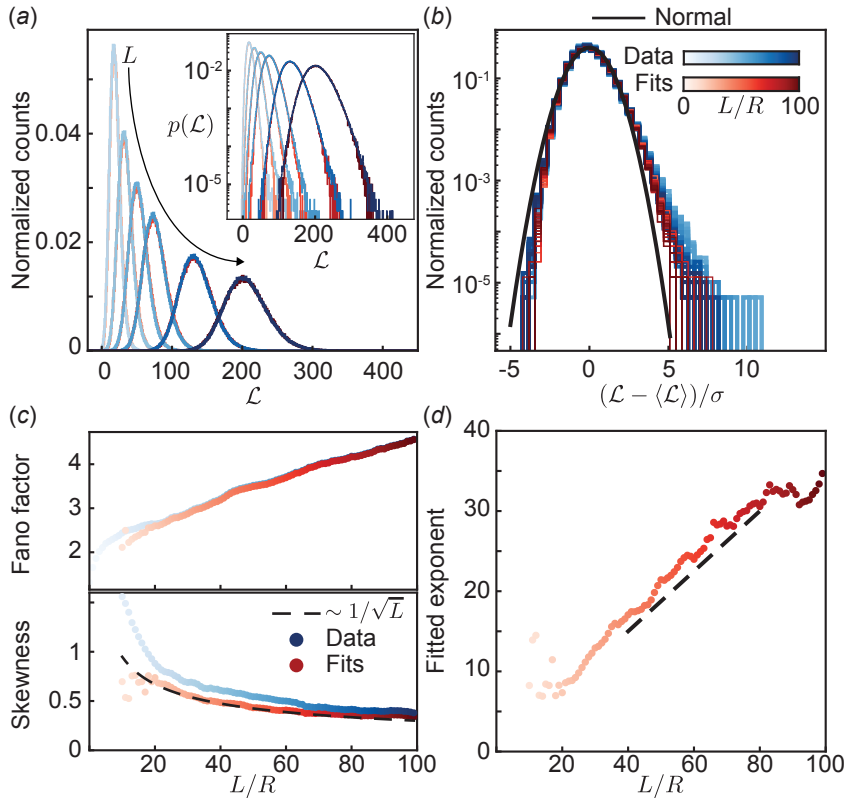 (a)
L
Normalized counts
0.04
0.02
0
0 100 200 300 400
ℒ
p(ℒ)
10⁻²
10⁻⁵
0 200 400
ℒ
(b)
Normal
Data
Fits
0 L/R 100
Normalized counts
10⁻¹
10⁻³
10⁻⁵
-5 0 5 10
(ℒ − ⟨ℒ⟩)/σ
(c)
Fano factor
4
3
2
Skewness
1
0.5
0
∼ 1/√L
Data
Fits
20 40 60 80 100
L/R
(d)
Fitted exponent
40
30
20
10
0
0 20 40 60 80 100
L/R